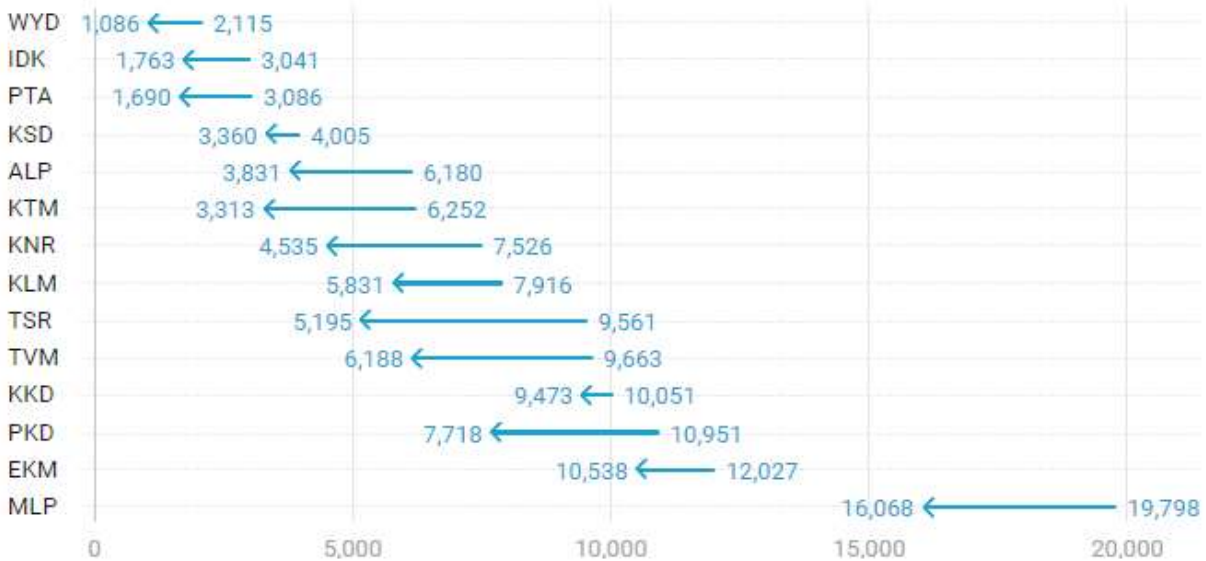 WYD 1,086 2,115
IDK 1,763 3,041
PTA 1,690 3,086
KSD 3,360 4,005
ALP 3,831 6,180
KTM 3,313 6,252
KNR 4,535 7,526
KLM 5,831 7,916
TSR 5,195 9,561
TVM 6,188 9,663
KKD 9,473 10,051
PKD 7,718 10,951
EKM 10,538 12,027
MLP 16,068 19,798
0 5,000 10,000 15,000 20,000